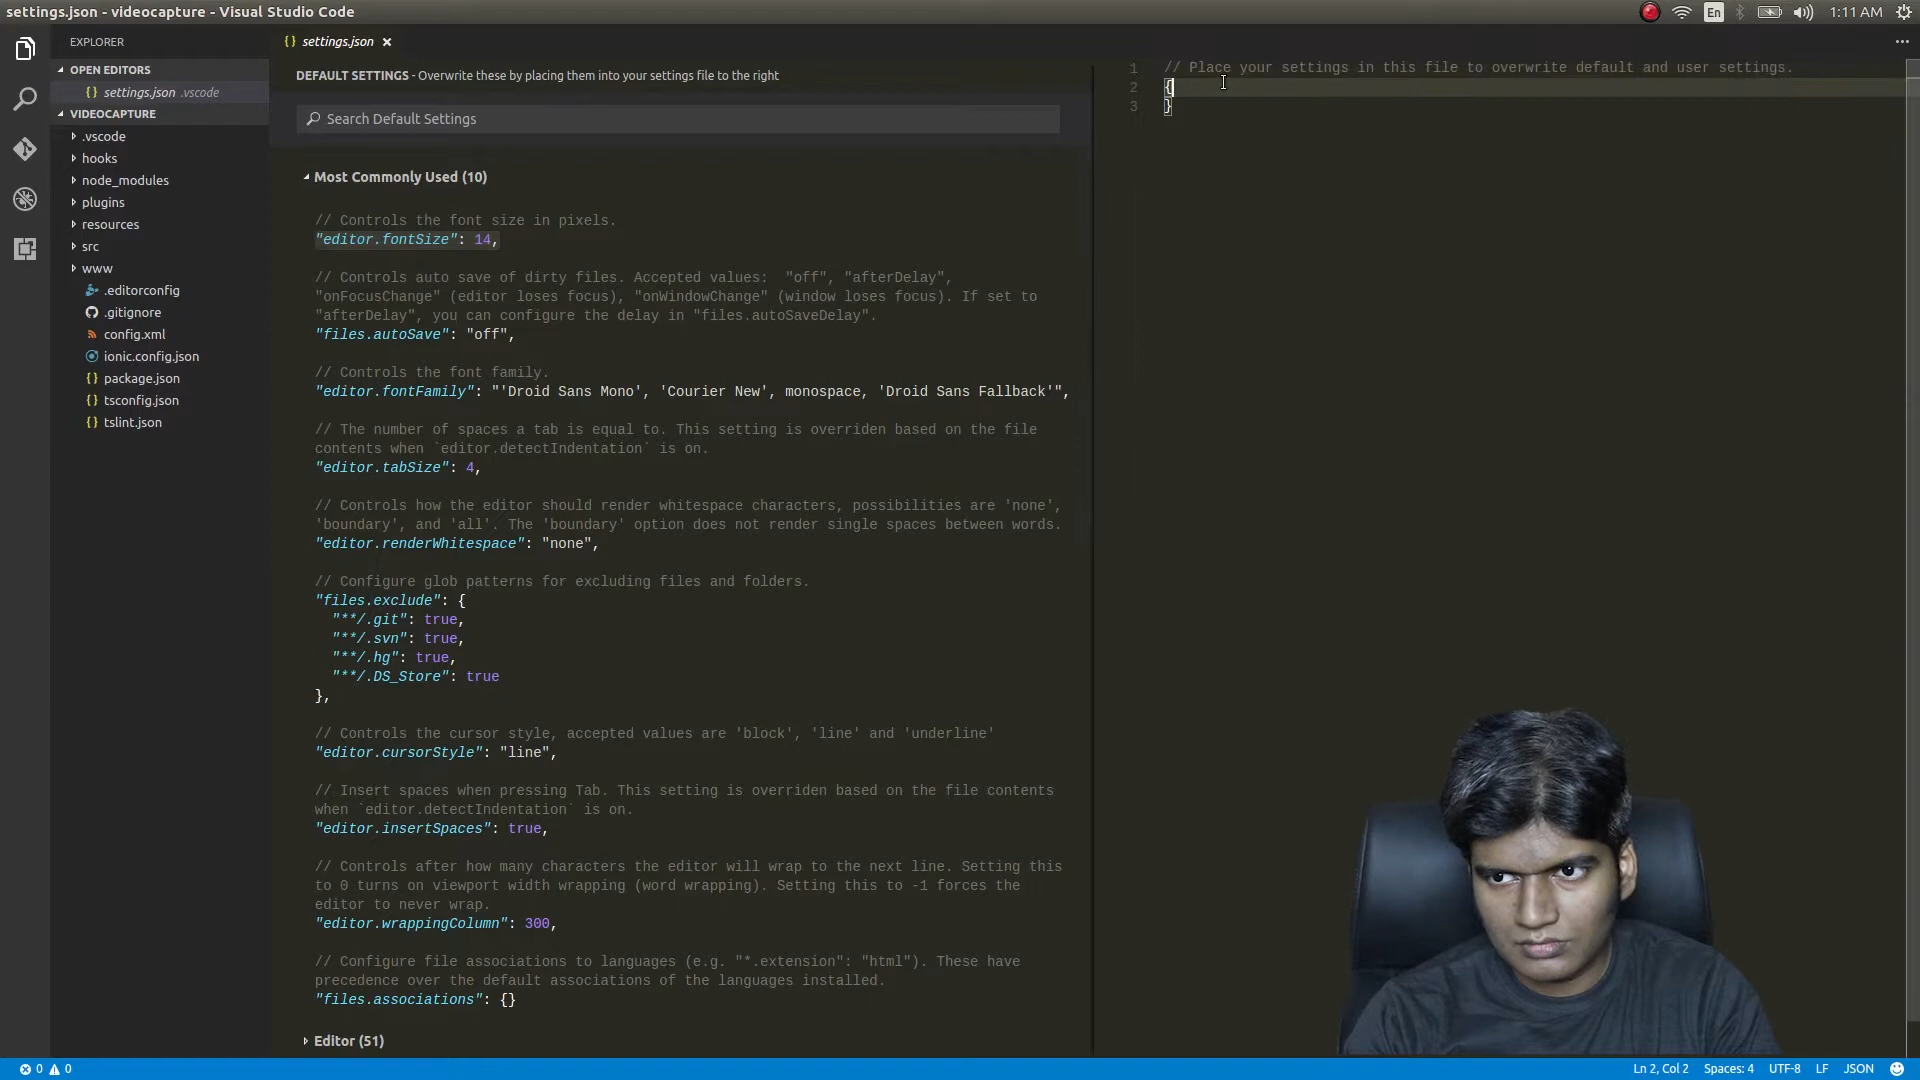 settings.json - videocapture - Visual Studio Code
En
1:11 AM
EXPLORER
OPEN EDITORS
{} settings.json .vscode
VIDEOCAPTURE
.vscode
hooks
node_modules
plugins
resources
src
www
.editorconfig
.gitignore
config.xml
ionic.config.json
{} package.json
{} tsconfig.json
{} tslint.json
{} settings.json ×
DEFAULT SETTINGS - Overwrite these by placing them into your settings file to the right
Search Default Settings
Most Commonly Used (10)
// Controls the font size in pixels.
"editor.fontSize": 14,
// Controls auto save of dirty files. Accepted values:  "off", "afterDelay",
"onFocusChange" (editor loses focus), "onWindowChange" (window loses focus). If set to
"afterDelay", you can configure the delay in "files.autoSaveDelay".
"files.autoSave": "off",
// Controls the font family.
"editor.fontFamily": "'Droid Sans Mono', 'Courier New', monospace, 'Droid Sans Fallback'",
// The number of spaces a tab is equal to. This setting is overriden based on the file
contents when `editor.detectIndentation` is on.
"editor.tabSize": 4,
// Controls how the editor should render whitespace characters, possibilities are 'none',
'boundary', and 'all'. The 'boundary' option does not render single spaces between words.
"editor.renderWhitespace": "none",
// Configure glob patterns for excluding files and folders.
"files.exclude": {
"**/.git": true,
"**/.svn": true,
"**/.hg": true,
"**/.DS_Store": true
},
// Controls the cursor style, accepted values are 'block', 'line' and 'underline'
"editor.cursorStyle": "line",
// Insert spaces when pressing Tab. This setting is overriden based on the file contents
when `editor.detectIndentation` is on.
"editor.insertSpaces": true,
// Controls after how many characters the editor will wrap to the next line. Setting this
to 0 turns on viewport width wrapping (word wrapping). Setting this to -1 forces the
editor to never wrap.
"editor.wrappingColumn": 300,
// Configure file associations to languages (e.g. "*.extension": "html"). These have
precedence over the default associations of the languages installed.
"files.associations": {}
Editor (51)
1 // Place your settings in this file to overwrite default and user settings.
2 {
3 }
0 0
Ln 2, Col 2 Spaces: 4 UTF-8 LF JSON